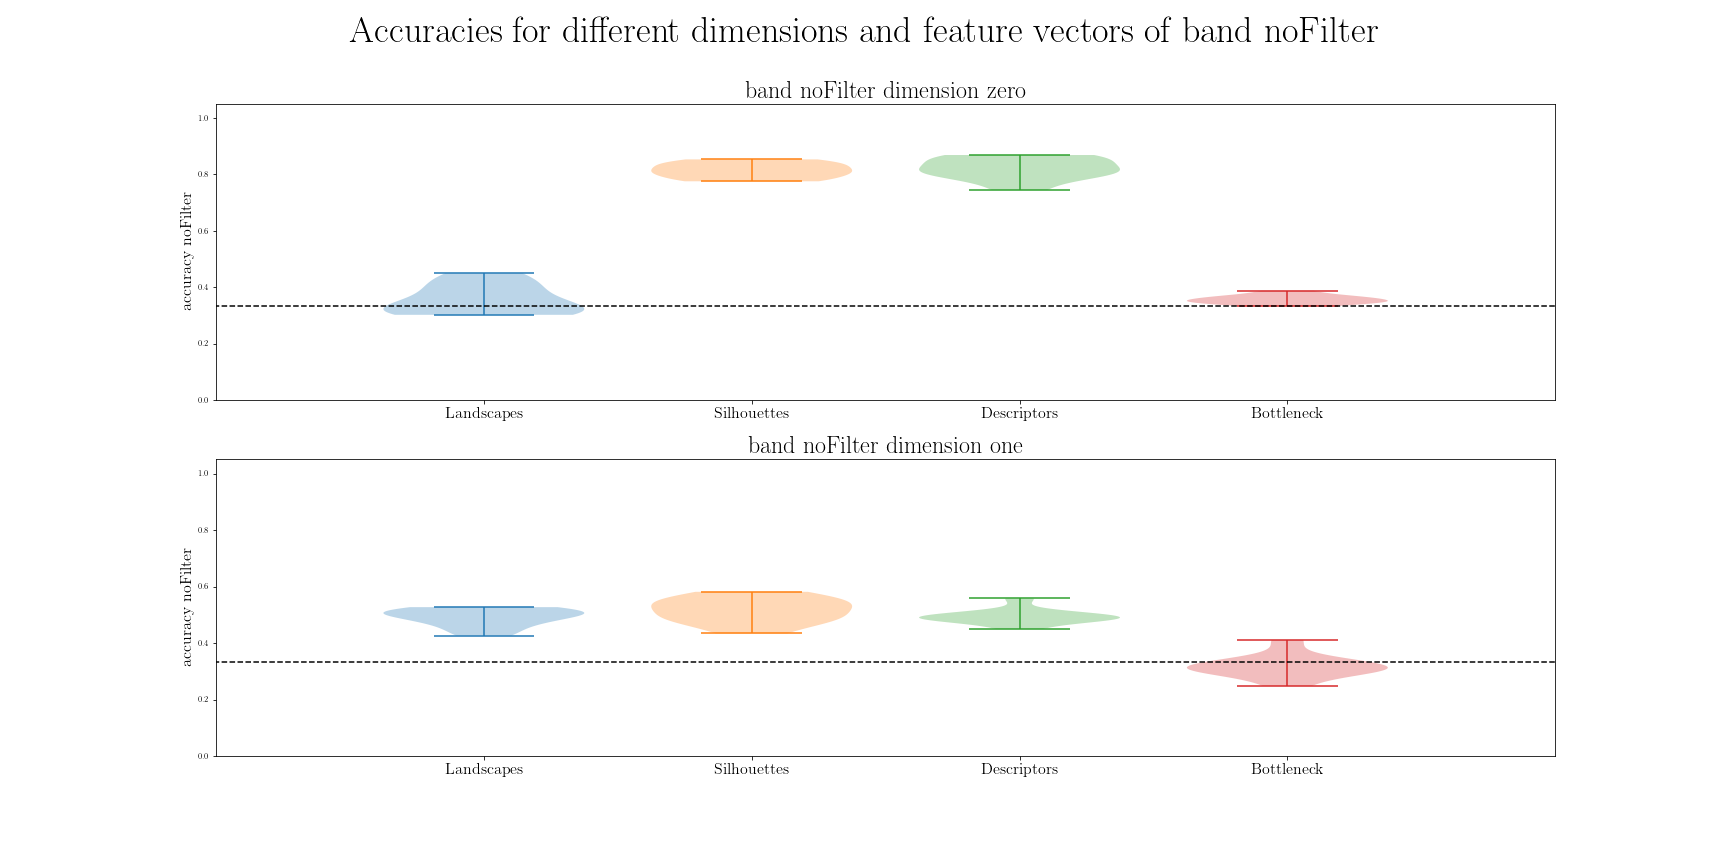 Accuracies for different dimensions and feature vectors of band noFilter
band noFilter dimension zero
accuracy noFilter
1.0
0.8
0.6
0.4
0.2
0.0
Landscapes Silhouettes Descriptors Bottleneck
band noFilter dimension one
accuracy noFilter
1.0
0.8
0.6
0.4
0.2
0.0
Landscapes Silhouettes Descriptors Bottleneck